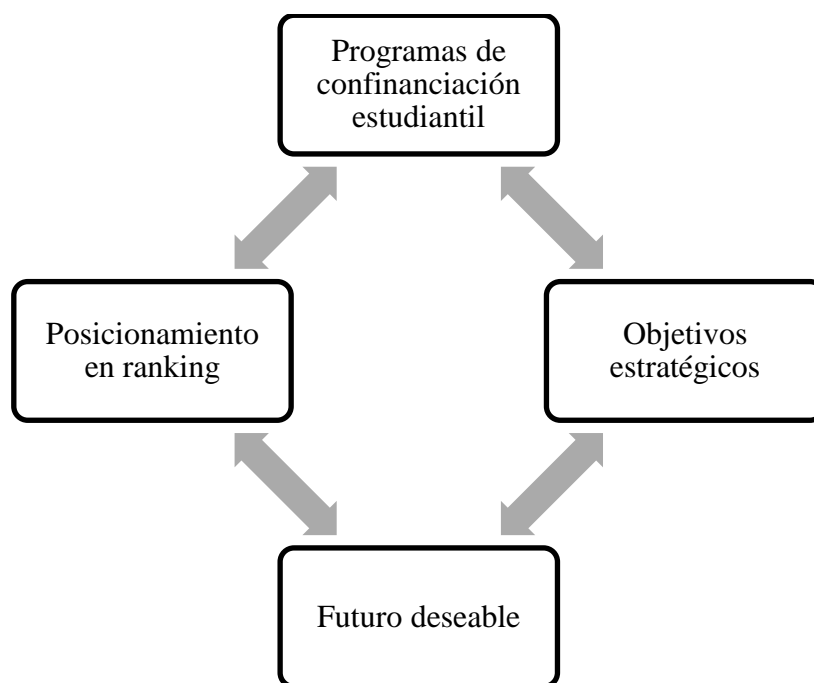 Programas de
confinanciación
estudiantil
Posicionamiento
en ranking
Objetivos
estratégicos
Futuro deseable